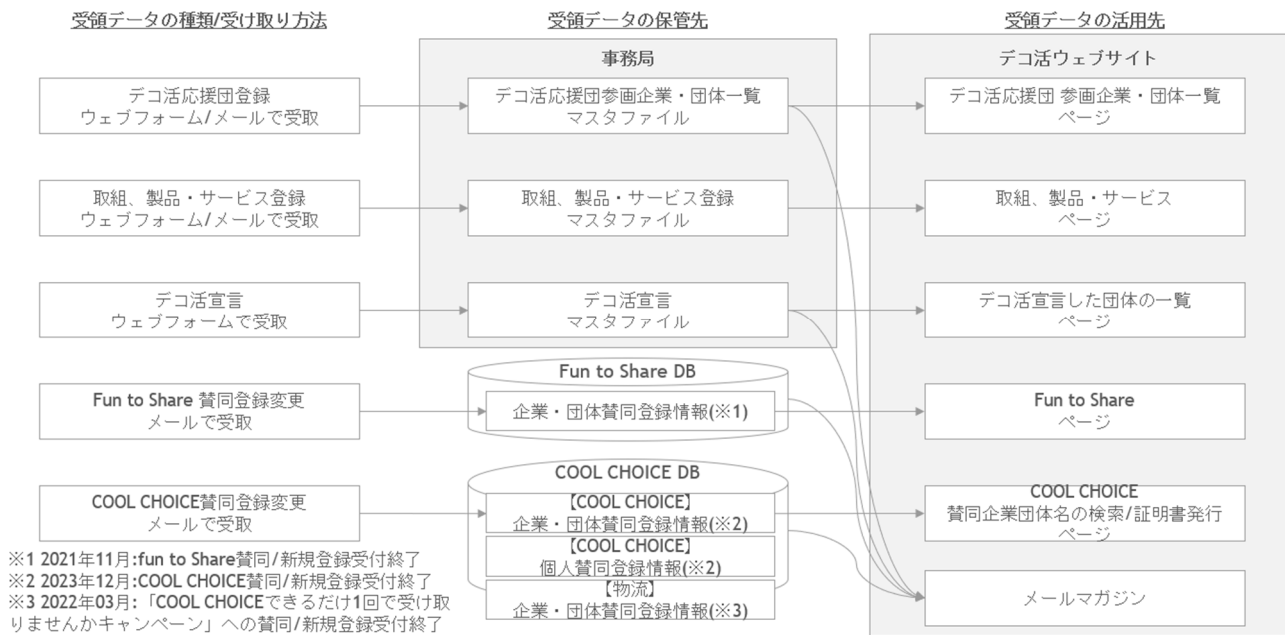 受領データの種類/受け取り方法
受領データの保管先
受領データの活用先
事務局
デコ活ウェブサイト
デコ活応援団登録
ウェブフォーム/メールで受取
デコ活応援団参画企業・団体一覧
マスタファイル
デコ活応援団 参画企業・団体一覧
ページ
取組、製品・サービス登録
ウェブフォーム/メールで受取
取組、製品・サービス登録
マスタファイル
取組、製品・サービス
ページ
デコ活宣言
ウェブフォームで受取
デコ活宣言
マスタファイル
デコ活宣言した団体の一覧
ページ
Fun to Share 賛同登録変更
メールで受取
Fun to Share DB
企業・団体賛同登録情報(※1)
Fun to Share
ページ
COOL CHOICE賛同登録変更
メールで受取
COOL CHOICE DB
【COOL CHOICE】
企業・団体賛同登録情報(※2)
【COOL CHOICE】
個人賛同登録情報(※2)
【物流】
企業・団体賛同登録情報(※3)
COOL CHOICE
賛同企業団体名の検索/証明書発行
ページ
メールマガジン
※1 2021年11月:fun to Share賛同/新規登録受付終了
※2 2023年12月:COOL CHOICE賛同/新規登録受付終了
※3 2022年03月:「COOL CHOICEできるだけ1回で受け取
りませんかキャンペーン」への賛同/新規登録受付終了